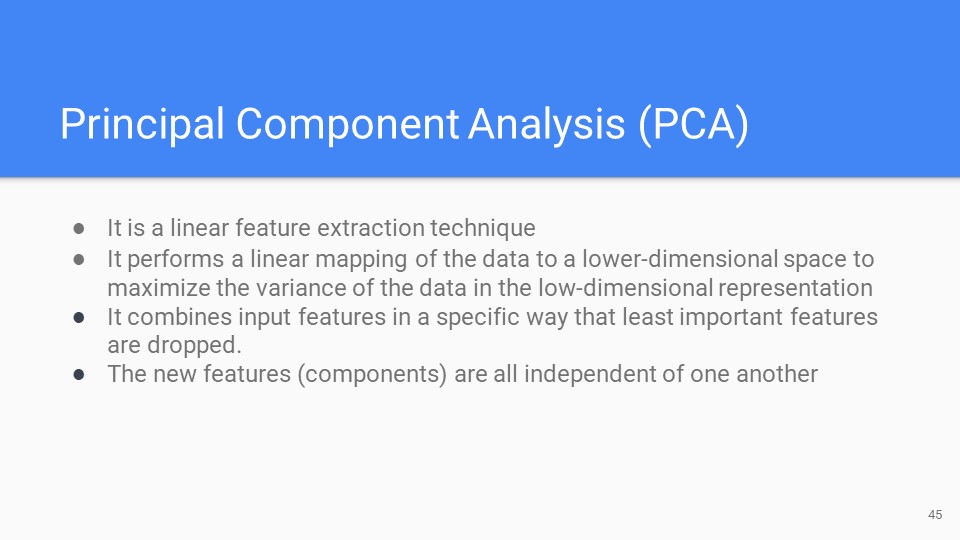 Principal Component Analysis (PCA)
● It is a linear feature extraction technique
● It performs a linear mapping of the data to a lower-dimensional space to
maximize the variance of the data in the low-dimensional representation
● It combines input features in a specific way that least important features
are dropped.
● The new features (components) are all independent of one another
45